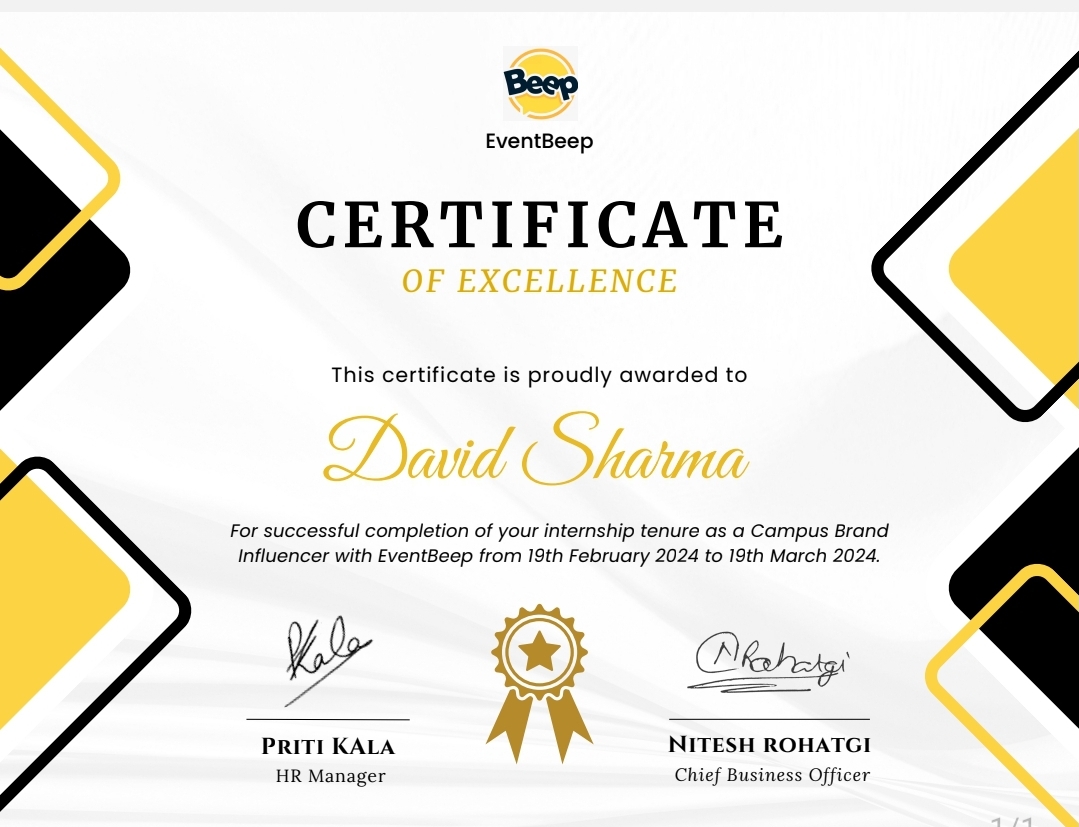 Beep
EventBeep
CERTIFICATE
OF EXCELLENCE
This certificate is proudly awarded to
David Sharma
For successful completion of your internship tenure as a Campus Brand
Influencer with EventBeep from 19th February 2024 to 19th March 2024.
PKala
NRohatgi
PRITI KALA
NITESH ROHATGI
HR Manager
Chief Business Officer
1/1